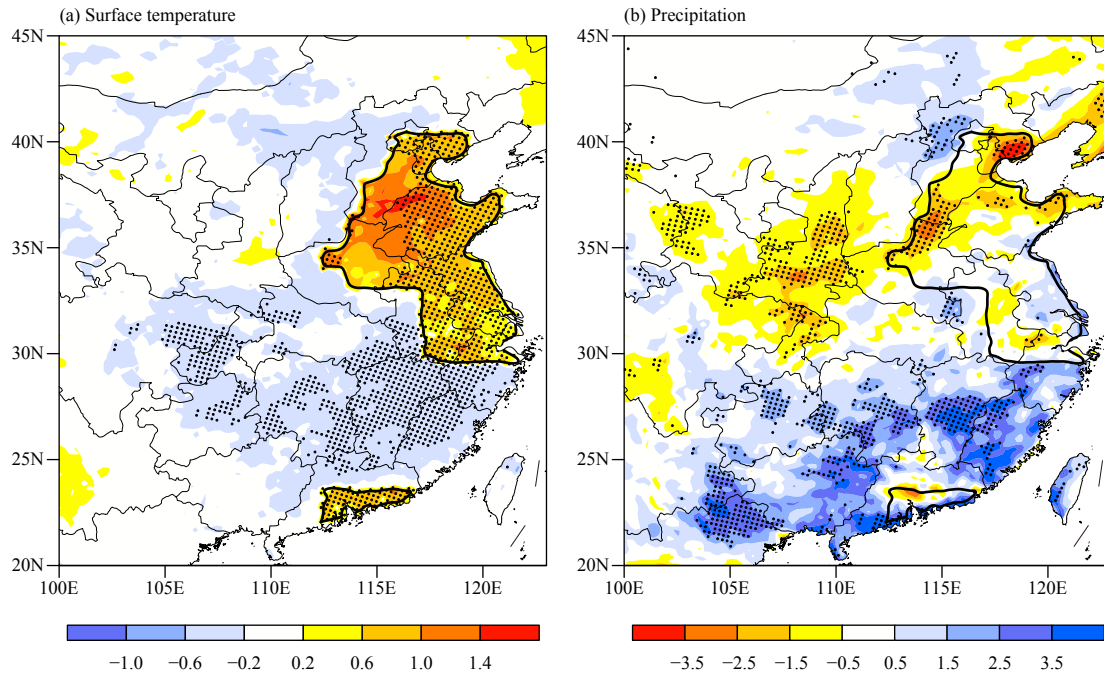 (a) Surface temperature
(b) Precipitation
45N
40N
35N
30N
25N
20N
100E 105E 110E 115E 120E
−1.0 −0.6 −0.2 0.2 0.6 1.0 1.4
45N
40N
35N
30N
25N
20N
100E 105E 110E 115E 120E
−3.5 −2.5 −1.5 −0.5 0.5 1.5 2.5 3.5